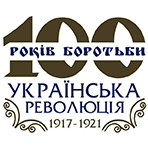 100
РОКІВ БОРОТЬБИ
УКРАЇНСЬКА
РЕВОЛЮЦІЯ
1917-1921